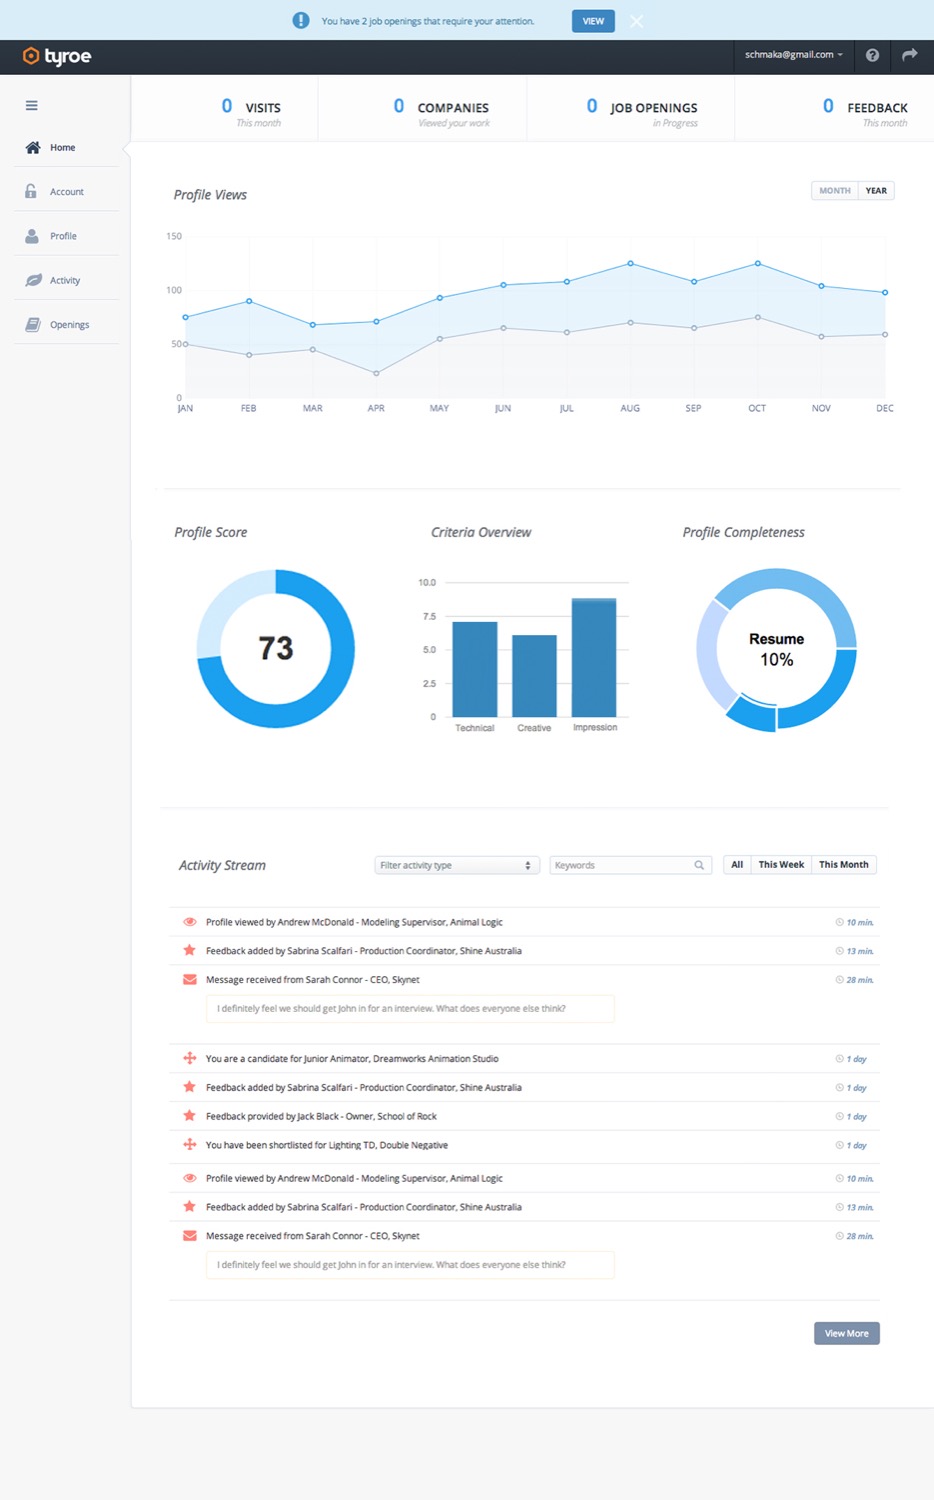 You have 2 job openings that require your attention. VIEW
tyroe
schmaka@gmail.com
0 VISITS
This month
0 COMPANIES
Viewed your work
0 JOB OPENINGS
in Progress
0 FEEDBACK
This month
Home
Account
Profile
Activity
Openings
Profile Views
MONTH YEAR
150
100
50
0
JAN FEB MAR APR MAY JUN JUL AUG SEP OCT NOV DEC
Profile Score
73
Criteria Overview
10.0
7.5
5.0
2.5
0
Technical Creative Impression
Profile Completeness
Resume
10%
Activity Stream
Filter activity type
Keywords
All This Week This Month
Profile viewed by Andrew McDonald - Modeling Supervisor, Animal Logic 10 min.
Feedback added by Sabrina Scalfari - Production Coordinator, Shine Australia 13 min.
Message received from Sarah Connor - CEO, Skynet 28 min.
I definitely feel we should get John in for an interview. What does everyone else think?
You are a candidate for Junior Animator, Dreamworks Animation Studio 1 day
Feedback added by Sabrina Scalfari - Production Coordinator, Shine Australia 1 day
Feedback provided by Jack Black - Owner, School of Rock 1 day
You have been shortlisted for Lighting TD, Double Negative 1 day
Profile viewed by Andrew McDonald - Modeling Supervisor, Animal Logic 10 min.
Feedback added by Sabrina Scalfari - Production Coordinator, Shine Australia 13 min.
Message received from Sarah Connor - CEO, Skynet 28 min.
I definitely feel we should get John in for an interview. What does everyone else think?
View More